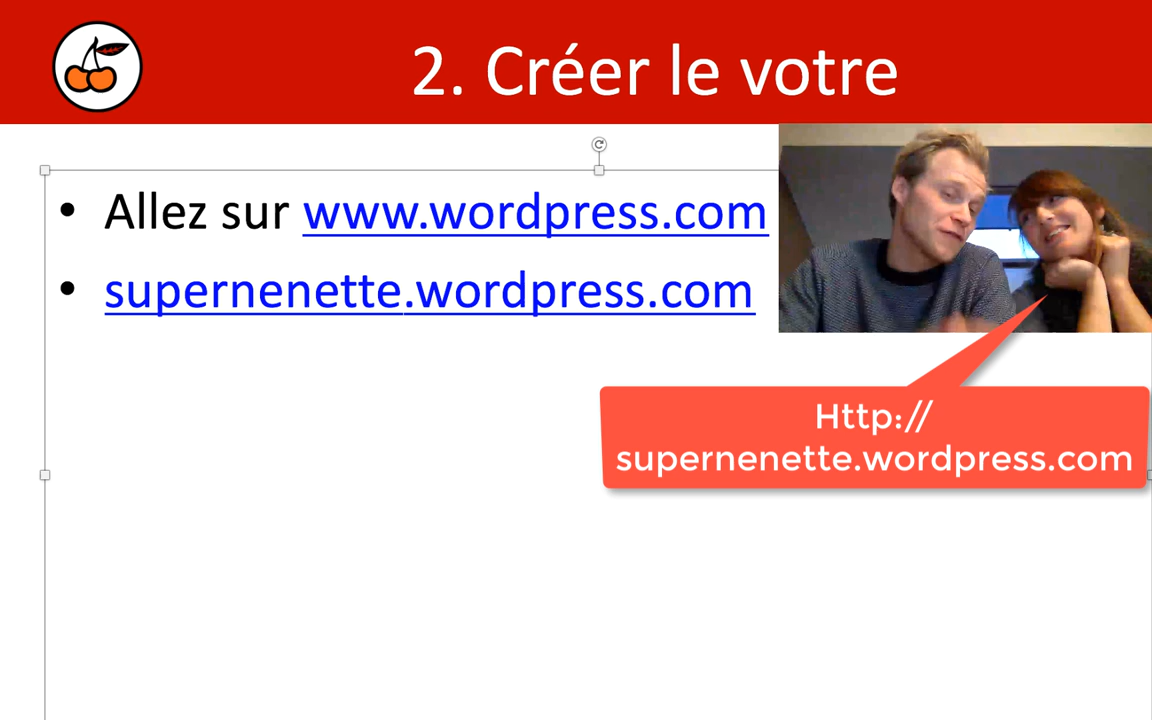 2. Créer le votre
• Allez sur www.wordpress.com
• supernenette.wordpress.com
Http://
supernenette.wordpress.com